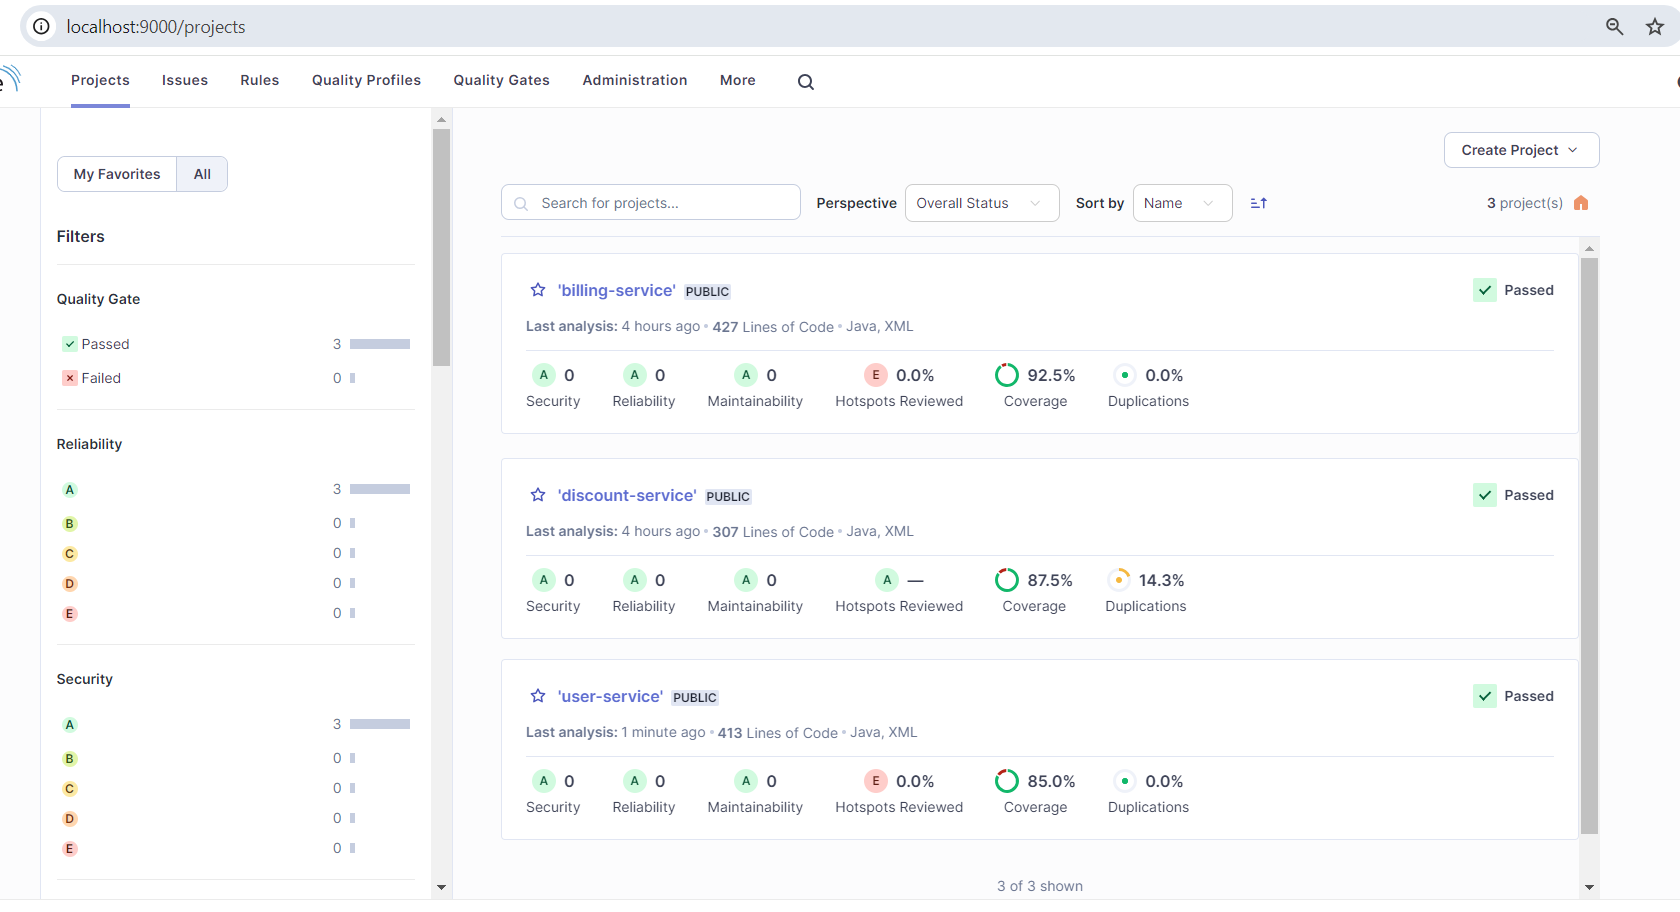 localhost:9000/projects
e
Projects Issues Rules Quality Profiles Quality Gates Administration More
My Favorites All
Filters
Quality Gate
Passed 3
Failed 0
Reliability
A 3
B 0
C 0
D 0
E 0
Security
A 3
B 0
C 0
D 0
E 0
Create Project
Search for projects... Perspective Overall Status Sort by Name 3 project(s)
'billing-service' PUBLIC Passed
Last analysis: 4 hours ago • 427 Lines of Code • Java, XML
A 0 A 0 A 0 E 0.0% 92.5% 0.0%
Security Reliability Maintainability Hotspots Reviewed Coverage Duplications
'discount-service' PUBLIC Passed
Last analysis: 4 hours ago • 307 Lines of Code • Java, XML
A 0 A 0 A 0 A — 87.5% 14.3%
Security Reliability Maintainability Hotspots Reviewed Coverage Duplications
'user-service' PUBLIC Passed
Last analysis: 1 minute ago • 413 Lines of Code • Java, XML
A 0 A 0 A 0 E 0.0% 85.0% 0.0%
Security Reliability Maintainability Hotspots Reviewed Coverage Duplications
3 of 3 shown